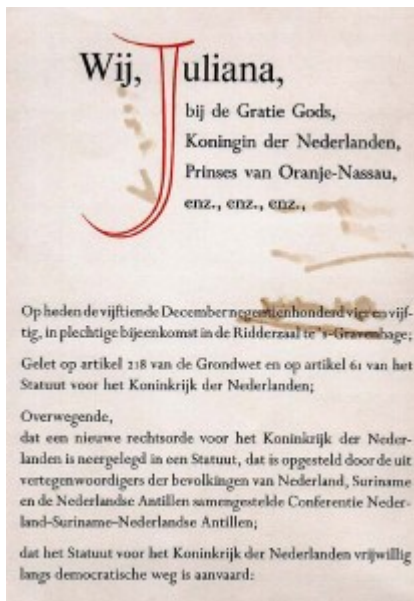 Wij, Juliana,
bij de Gratie Gods,
Koningin der Nederlanden,
Prinses van Oranje-Nassau,
enz., enz., enz.,
Op heden de vijftiende December negentienhonderd vier en vijf-
tig, in plechtige bijeenkomst in de Ridderzaal te 's-Gravenhage;
Gelet op artikel 218 van de Grondwet en op artikel 61 van het
Statuut voor het Koninkrijk der Nederlanden;
Overwegende,
dat een nieuwe rechtsorde voor het Koninkrijk der Neder-
landen is neergelegd in een Statuut, dat is opgesteld door de uit
vertegenwoordigers der bevolkingen van Nederland, Suriname
en de Nederlandse Antillen samengestelde Conferentie Neder-
land-Suriname-Nederlandse Antillen;
dat het Statuut voor het Koninkrijk der Nederlanden vrijwillig
langs democratische weg is aanvaard: